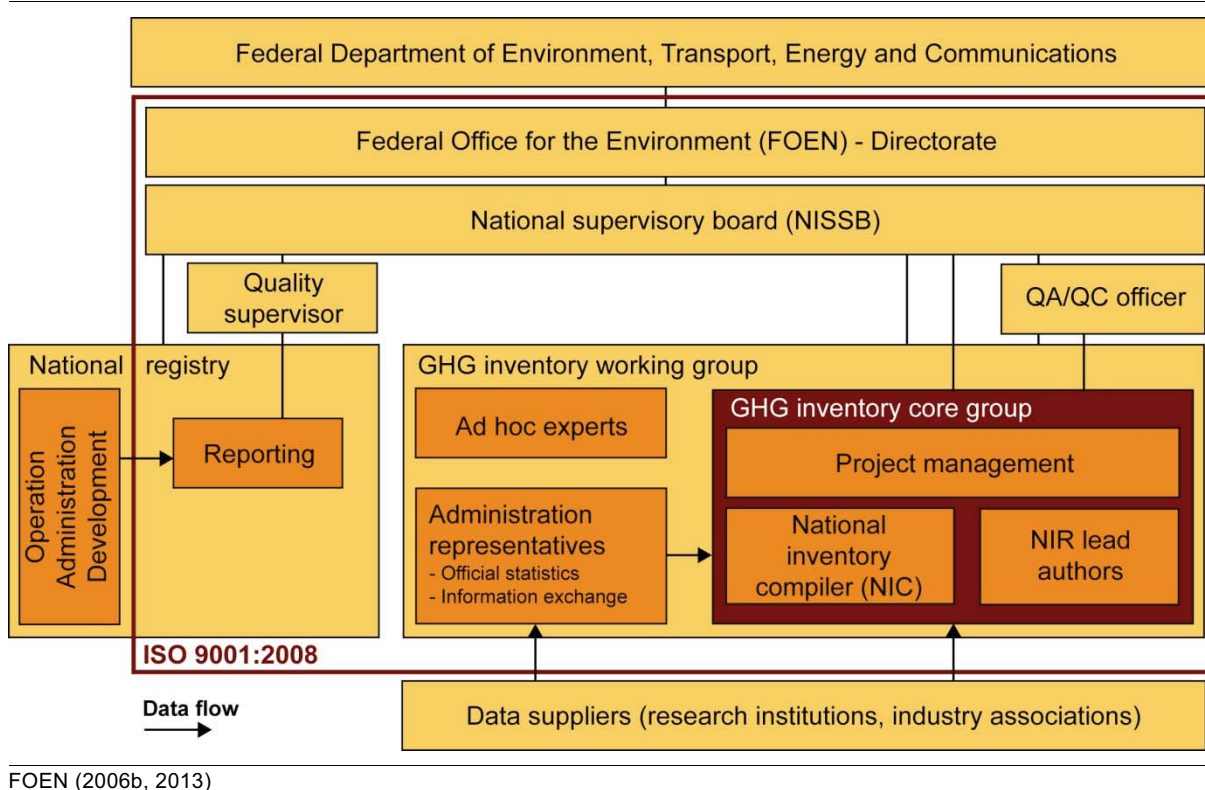 Federal Department of Environment, Transport, Energy and Communications
Federal Office for the Environment (FOEN) - Directorate
National supervisory board (NISSB)
Quality
supervisor
QA/QC officer
National registry
Operation
Administration
Development
Reporting
GHG inventory working group
Ad hoc experts
Administration
representatives
- Official statistics
- Information exchange
GHG inventory core group
Project management
National
inventory
compiler (NIC)
NIR lead
authors
ISO 9001:2008
Data flow
Data suppliers (research institutions, industry associations)
FOEN (2006b, 2013)